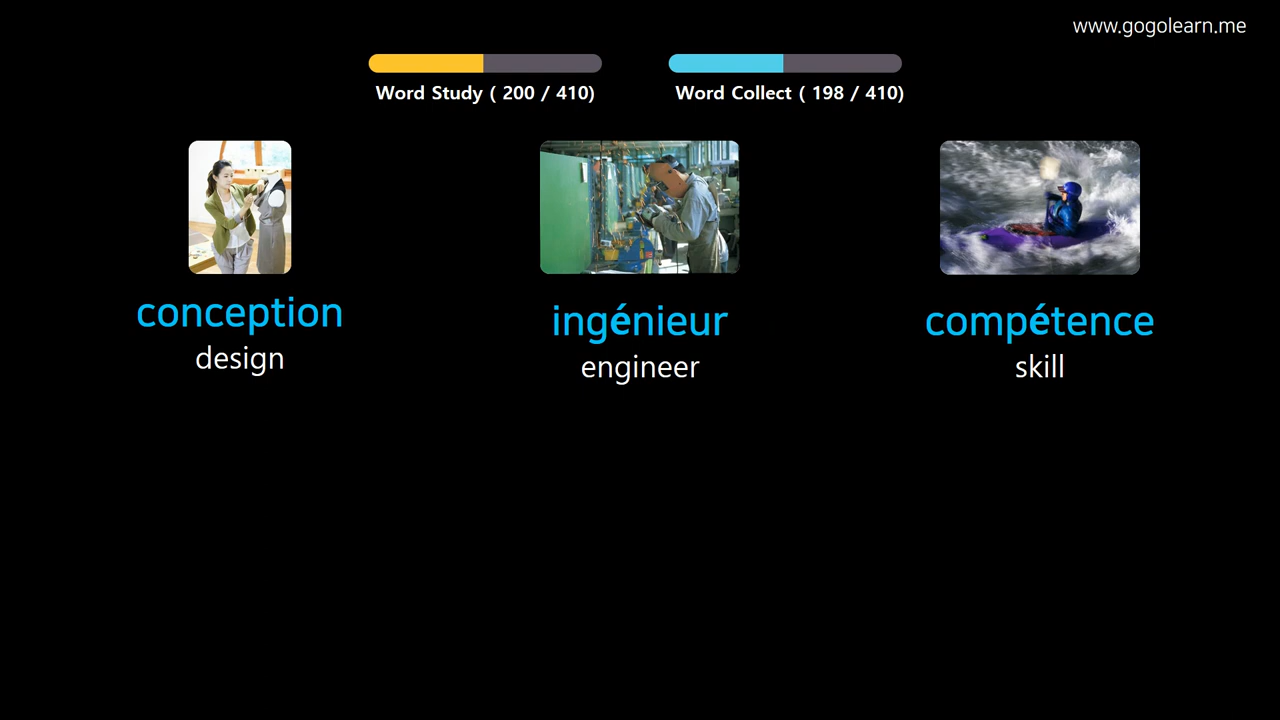 www.gogolearn.me
Word Study ( 200 / 410)
Word Collect ( 198 / 410)
conception
design
ingénieur
engineer
compétence
skill